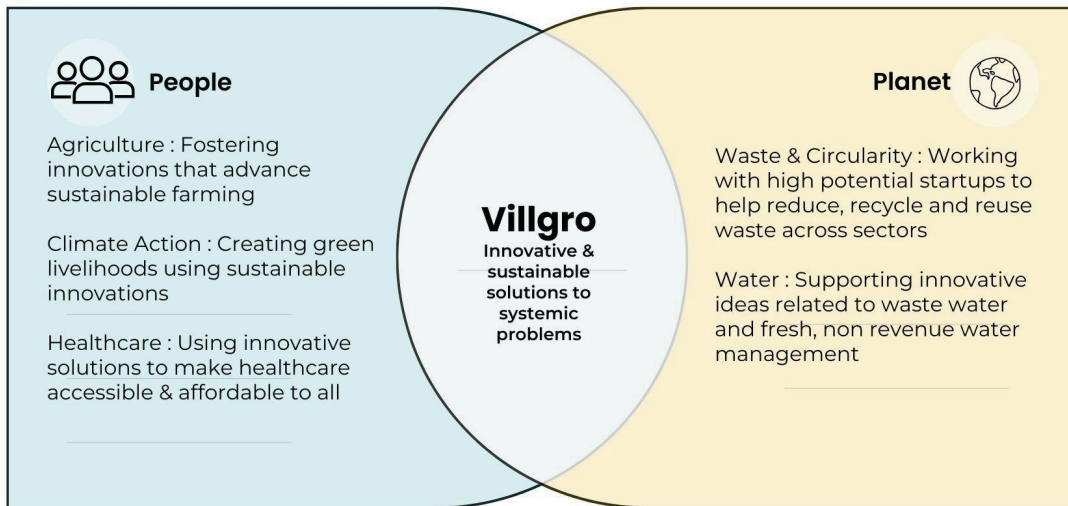 People
Agriculture : Fostering
innovations that advance
sustainable farming
Climate Action : Creating green
livelihoods using sustainable
innovations
Healthcare : Using innovative
solutions to make healthcare
accessible & affordable to all
Villgro
Innovative &
sustainable
solutions to
systemic
problems
Planet
Waste & Circularity : Working
with high potential startups to
help reduce, recycle and reuse
waste across sectors
Water : Supporting innovative
ideas related to waste water
and fresh, non revenue water
management